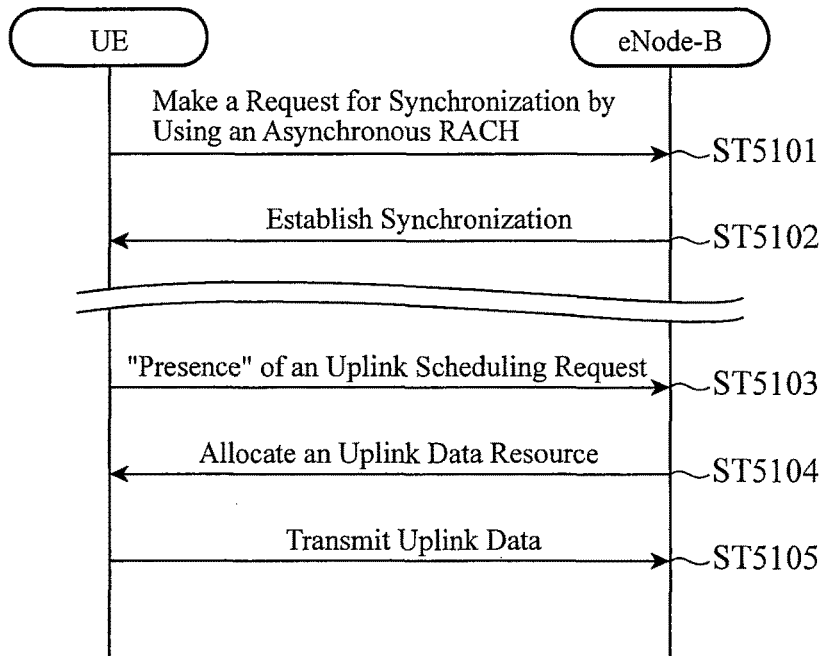 UE
eNode-B
Make a Request for Synchronization by
Using an Asynchronous RACH
ST5101
Establish Synchronization
ST5102
"Presence" of an Uplink Scheduling Request
ST5103
Allocate an Uplink Data Resource
ST5104
Transmit Uplink Data
ST5105